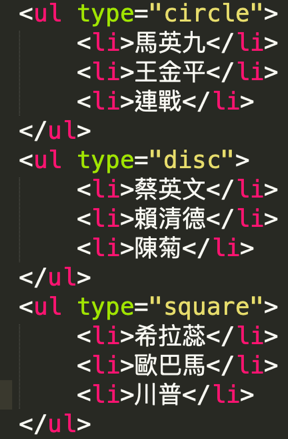 <ul type="circle">
<li>馬英九</li>
<li>王金平</li>
<li>連戰</li>
</ul>
<ul type="disc">
<li>蔡英文</li>
<li>賴清德</li>
<li>陳菊</li>
</ul>
<ul type="square">
<li>希拉蕊</li>
<li>歐巴馬</li>
<li>川普</li>
</ul>